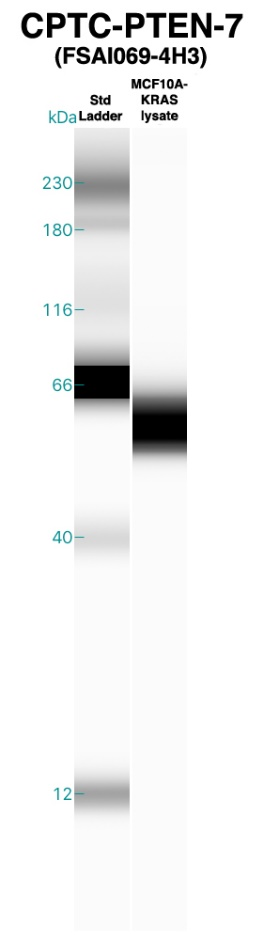 CPTC-PTEN-7
(FSAI069-4H3)
kDa
Std
Ladder
MCF10A-
KRAS
lysate
230
180
116
66
40
12